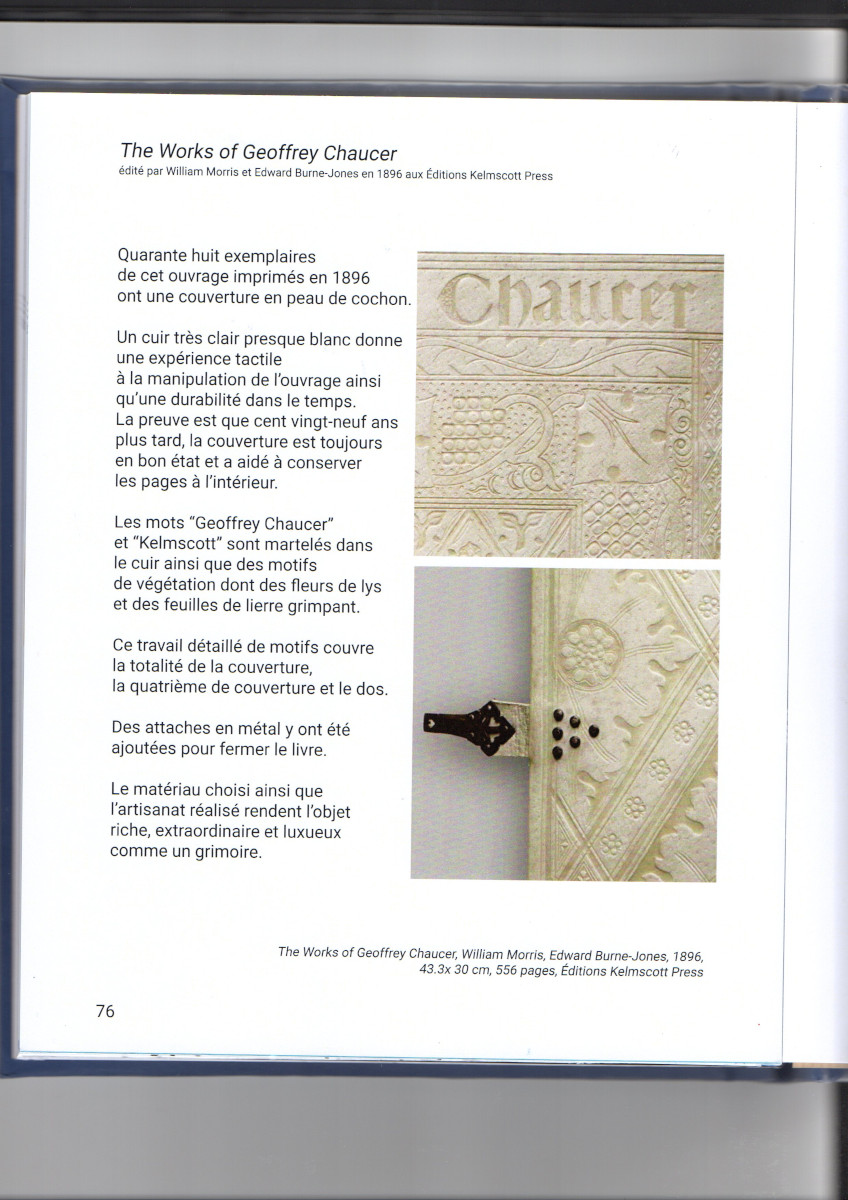 The Works of Geoffrey Chaucer
édité par William Morris et Edward Burne-Jones en 1896 aux Éditions Kelmscott Press
Quarante huit exemplaires
de cet ouvrage imprimés en 1896
ont une couverture en peau de cochon.
Un cuir très clair presque blanc donne
une expérience tactile
à la manipulation de l'ouvrage ainsi
qu'une durabilité dans le temps.
La preuve est que cent vingt-neuf ans
plus tard, la couverture est toujours
en bon état et a aidé à conserver
les pages à l'intérieur.
Les mots “Geoffrey Chaucer”
et “Kelmscott” sont martelés dans
le cuir ainsi que des motifs
de végétation dont des fleurs de lys
et des feuilles de lierre grimpant.
Ce travail détaillé de motifs couvre
la totalité de la couverture,
la quatrième de couverture et le dos.
Des attaches en métal y ont été
ajoutées pour fermer le livre.
Le matériau choisi ainsi que
l'artisanat réalisé rendent l'objet
riche, extraordinaire et luxueux
comme un grimoire.
Chaucer
The Works of Geoffrey Chaucer, William Morris, Edward Burne-Jones, 1896,
43.3x 30 cm, 556 pages, Éditions Kelmscott Press
76